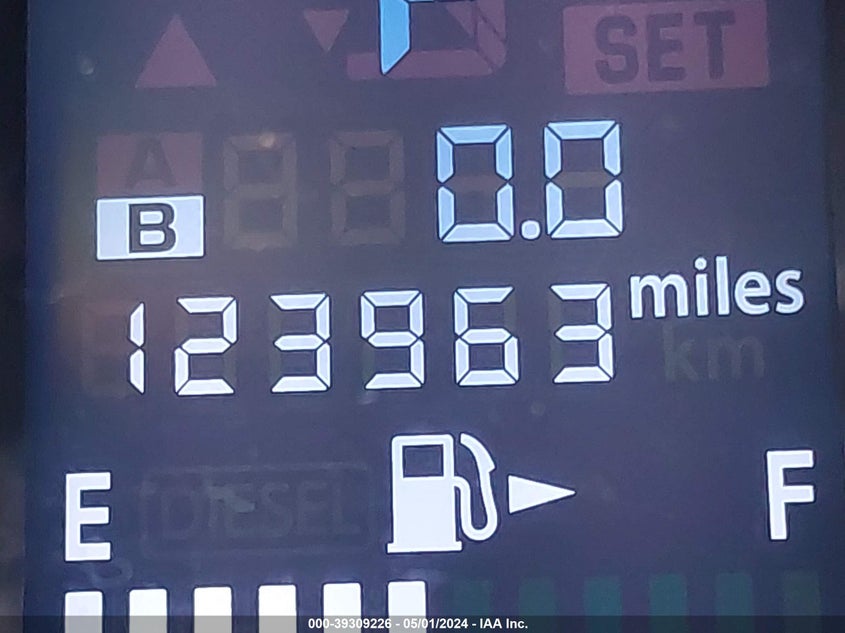 SET
A
B 0.0
123963 miles
km
E DIESEL F
000-39309226 - 05/01/2024 - IAA Inc.